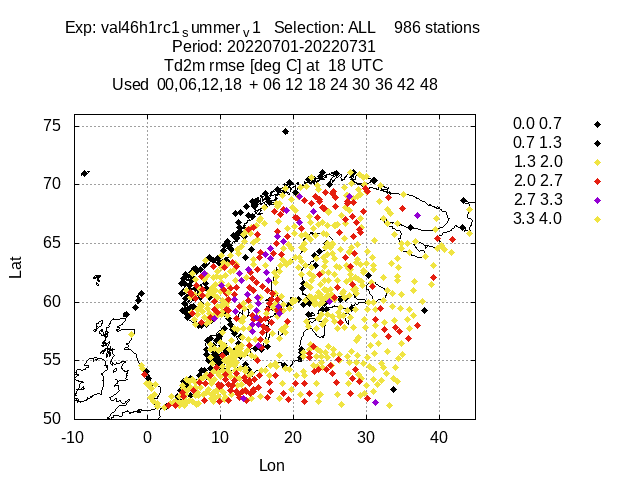 Exp: val46h1rc1_summer_v1 Selection: ALL 986 stations
Period: 20220701-20220731
Td2m rmse [deg C] at 18 UTC
Used 00,06,12,18 + 06 12 18 24 30 36 42 48
0.0 0.7
0.7 1.3
1.3 2.0
2.0 2.7
2.7 3.3
3.3 4.0
75
70
65
60
55
50
Lat
-10 0 10 20 30 40
Lon